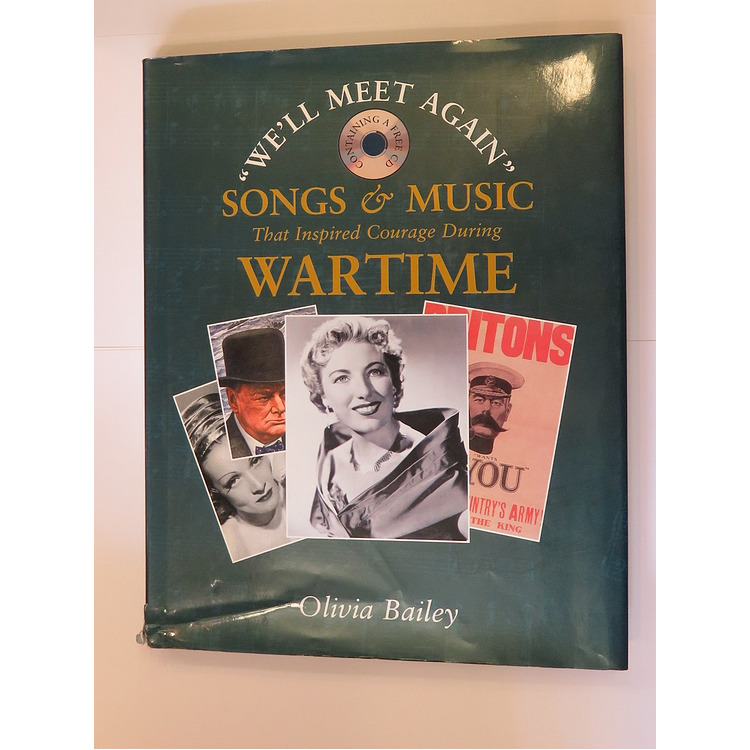 "WE'LL MEET AGAIN"
CONTAINING A FREE CD
SONGS & MUSIC
That Inspired Courage During
WARTIME
BRITONS
"WANTS
YOU"
NTRY'S ARMY!
THE KING
Olivia Bailey